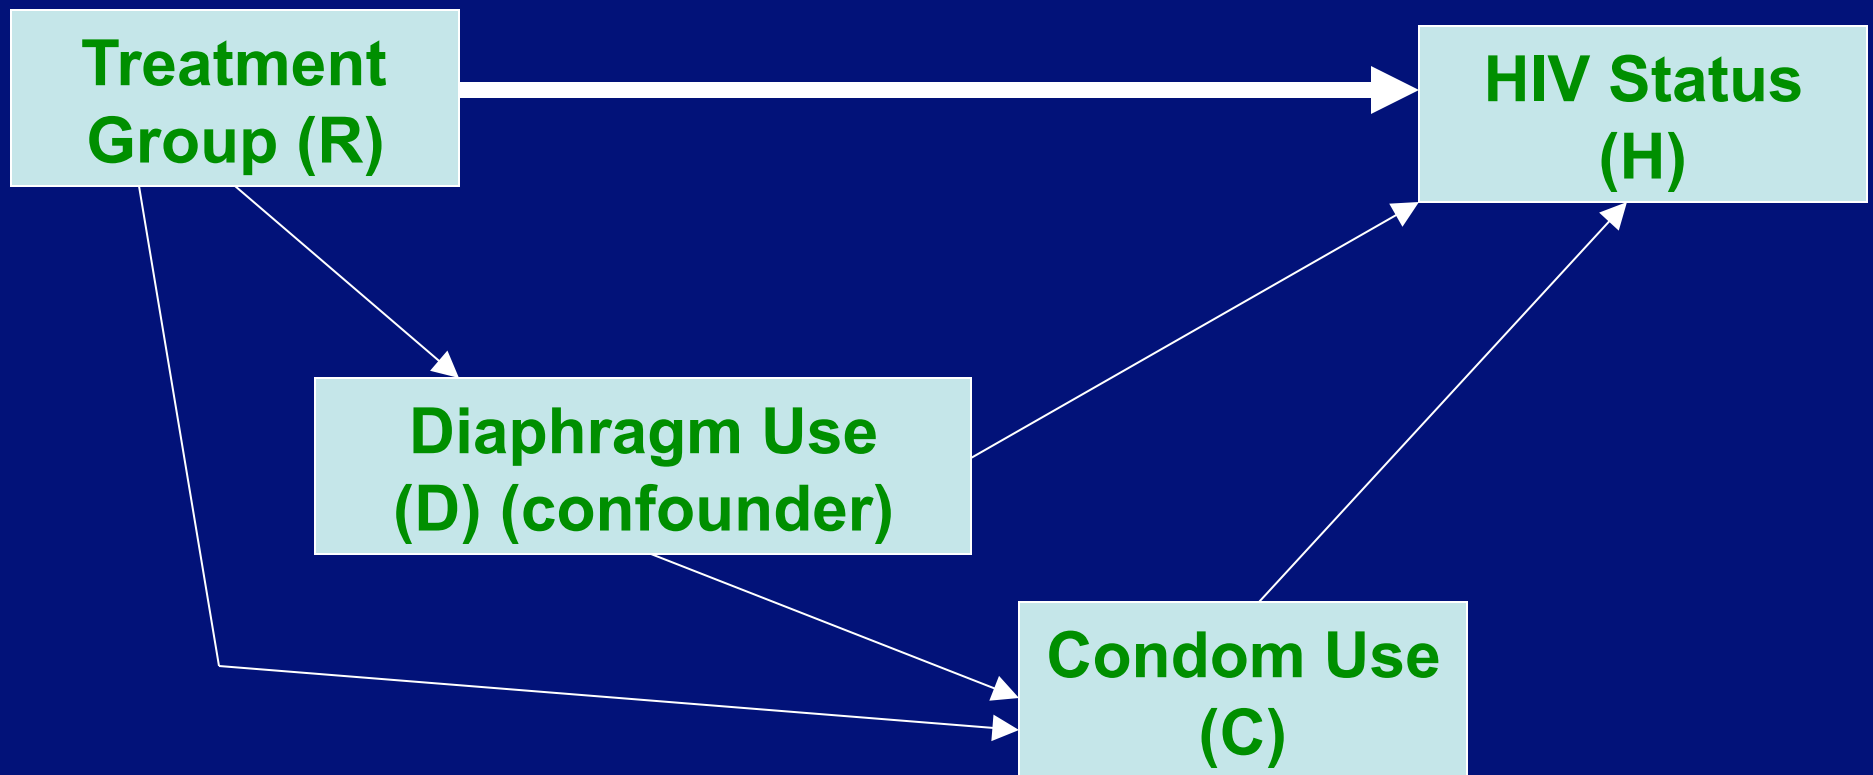 Treatment
Group (R)
HIV Status
(H)
Diaphragm Use
(D) (confounder)
Condom Use
(C)